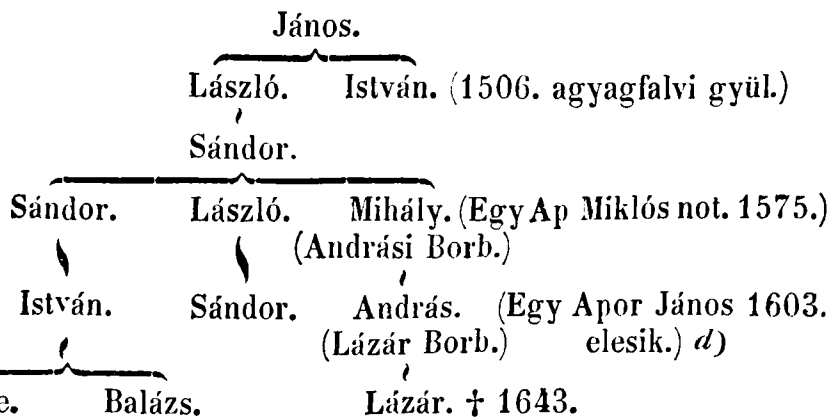 János.
László. István. (1506. agyagfalvi gyül.)
Sándor.
Sándor. László. Mihály. (Egy Ap Miklós not. 1575.)
(Andrási Borb.)
István. Sándor. András. (Egy Apor János 1603.
(Lázár Borb.) elesik.) d)
e. Balázs. Lázár. † 1643.